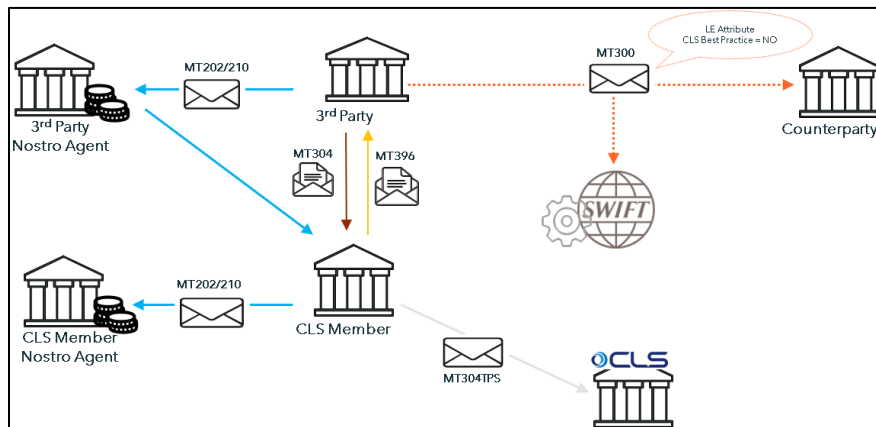 LE Attribute
CLS Best Practice = NO
MT300
MT202/210
3rd Party
Nostro Agent
3rd Party
Counterparty
MT304
MT396
SWIFT
MT202/210
CLS Member
CLS Member
Nostro Agent
CLS
MT304TPS